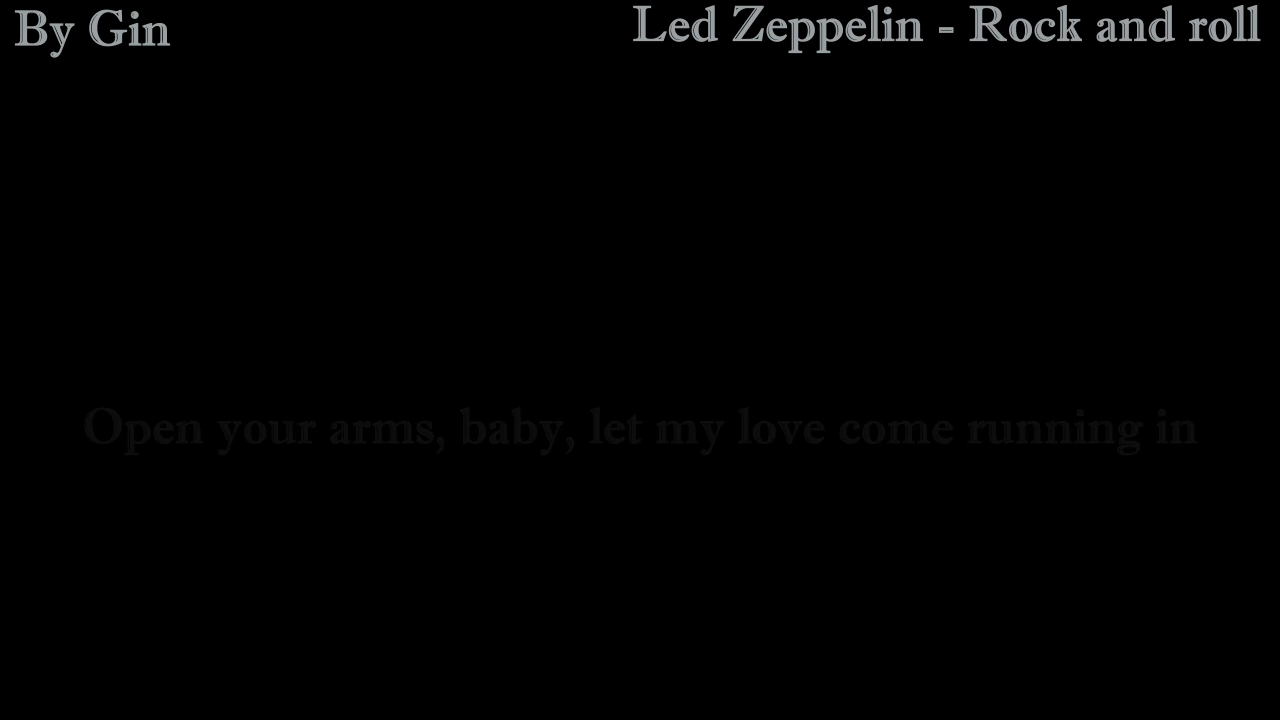 By Gin
Led Zeppelin - Rock and roll
Open your arms, baby, let my love come running in